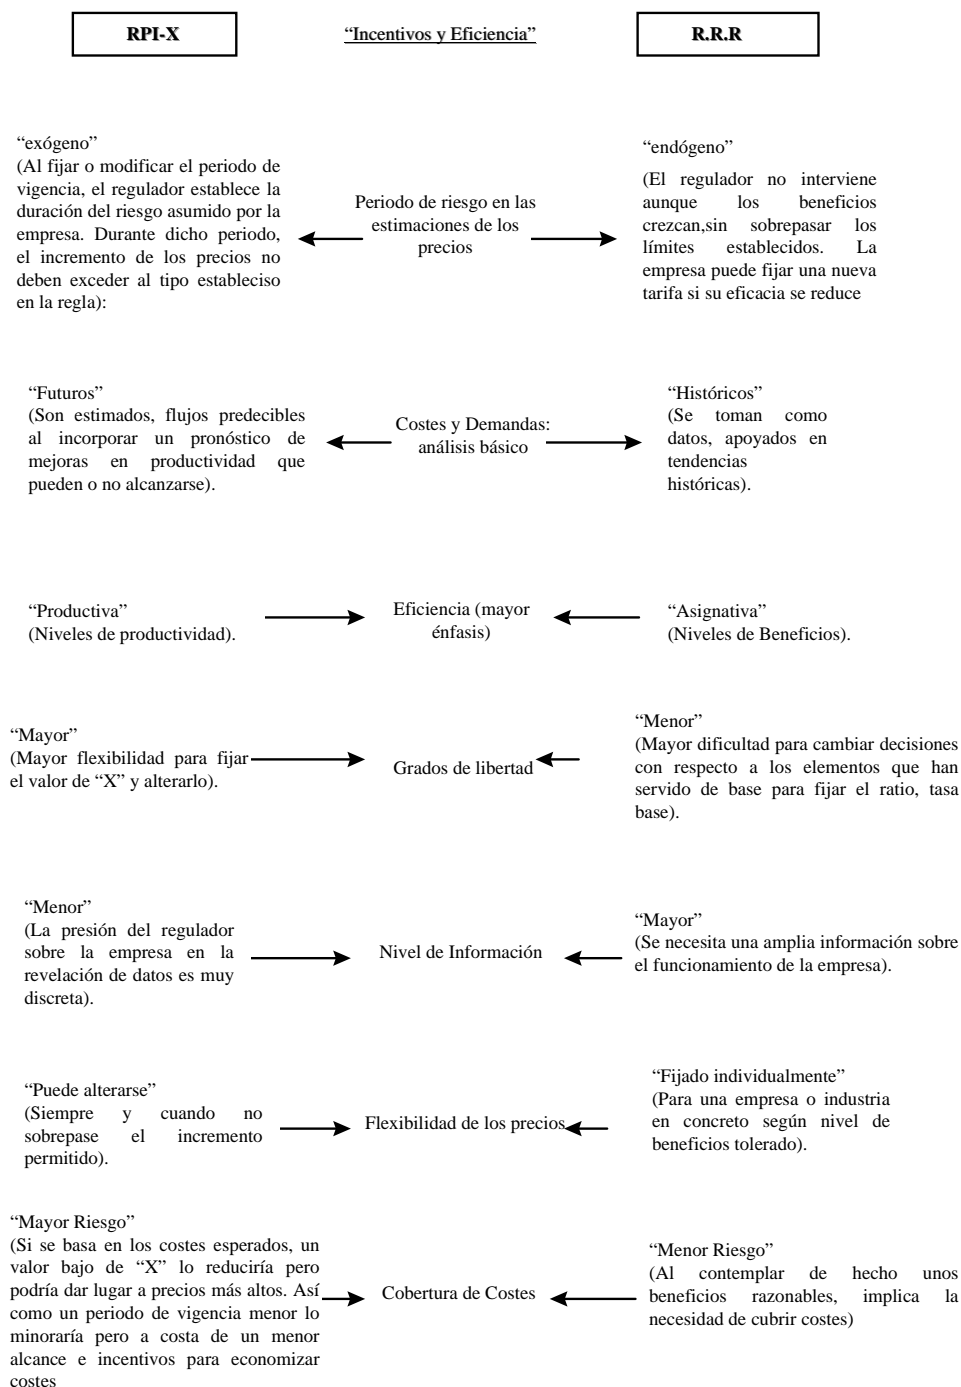 RPI-X
“Incentivos y Eficiencia”
R.R.R
“exógeno”
(Al fijar o modificar el periodo de
vigencia, el regulador establece la
duración del riesgo asumido por la
empresa. Durante dicho periodo,
el incremento de los precios no
deben exceder al tipo estableciso
en la regla):
Periodo de riesgo en las
estimaciones de los
precios
“endógeno”
(El regulador no interviene
aunque los beneficios
crezcan,sin sobrepasar los
límites establecidos. La
empresa puede fijar una nueva
tarifa si su eficacia se reduce
“Futuros”
(Son estimados, flujos predecibles
al incorporar un pronóstico de
mejoras en productividad que
pueden o no alcanzarse).
Costes y Demandas:
análisis básico
“Históricos”
(Se toman como
datos, apoyados en
tendencias
históricas).
“Productiva”
(Niveles de productividad).
Eficiencia (mayor
énfasis)
“Asignativa”
(Niveles de Beneficios).
“Mayor”
(Mayor flexibilidad para fijar
el valor de “X” y alterarlo).
Grados de libertad
“Menor”
(Mayor dificultad para cambiar decisiones
con respecto a los elementos que han
servido de base para fijar el ratio, tasa
base).
“Menor”
(La presión del regulador
sobre la empresa en la
revelación de datos es muy
discreta).
Nivel de Información
“Mayor”
(Se necesita una amplia información sobre
el funcionamiento de la empresa).
“Puede alterarse”
(Siempre y cuando no
sobrepase el incremento
permitido).
Flexibilidad de los precios
“Fijado individualmente”
(Para una empresa o industria
en concreto según nivel de
beneficios tolerado).
“Mayor Riesgo”
(Si se basa en los costes esperados, un
valor bajo de “X” lo reduciría pero
podría dar lugar a precios más altos. Así
como un periodo de vigencia menor lo
minoraría pero a costa de un menor
alcance e incentivos para economizar
costes
Cobertura de Costes
“Menor Riesgo”
(Al contemplar de hecho unos
beneficios razonables, implica la
necesidad de cubrir costes)